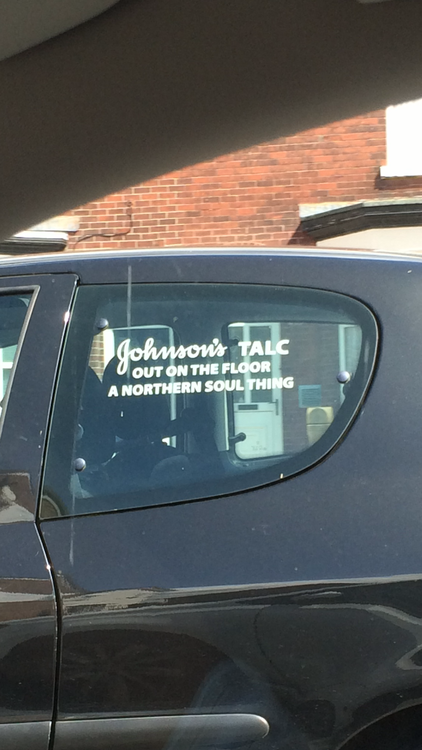 Johnson's TALC
OUT ON THE FLOOR
A NORTHERN SOUL THING